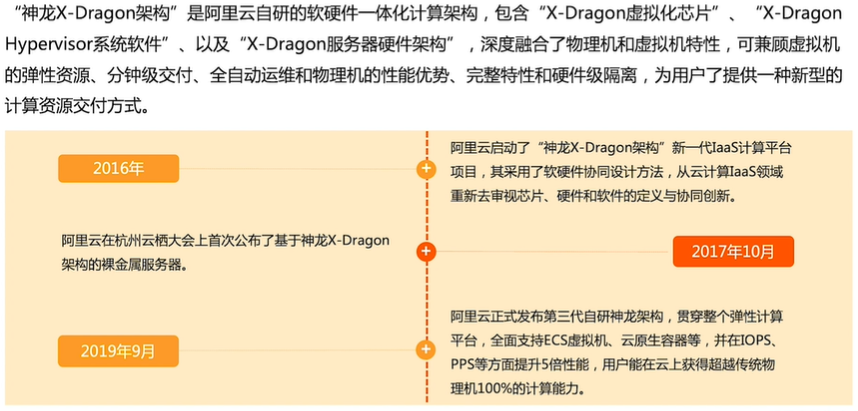 “神龙X-Dragon架构”是阿里云自研的软硬件一体化计算架构，包含“X-Dragon虚拟化芯片”、“X-Dragon
Hypervisor系统软件”、以及“X-Dragon服务器硬件架构”，深度融合了物理机和虚拟机特性，可兼顾虚拟机
的弹性资源、分钟级交付、全自动运维和物理机的性能优势、完整特性和硬件级隔离，为用户了提供一种新型的
计算资源交付方式。
2016年
阿里云启动了“神龙X-Dragon架构”新一代IaaS计算平台
项目，其采用了软硬件协同设计方法，从云计算IaaS领域
重新去审视芯片、硬件和软件的定义与协同创新。
阿里云在杭州云栖大会上首次公布了基于神龙X-Dragon
架构的裸金属服务器。
2017年10月
2019年9月
阿里云正式发布第三代自研神龙架构，贯穿整个弹性计算
平台，全面支持ECS虚拟机、云原生容器等，并在IOPS、
PPS等方面提升5倍性能，用户能在云上获得超越传统物
理机100%的计算能力。